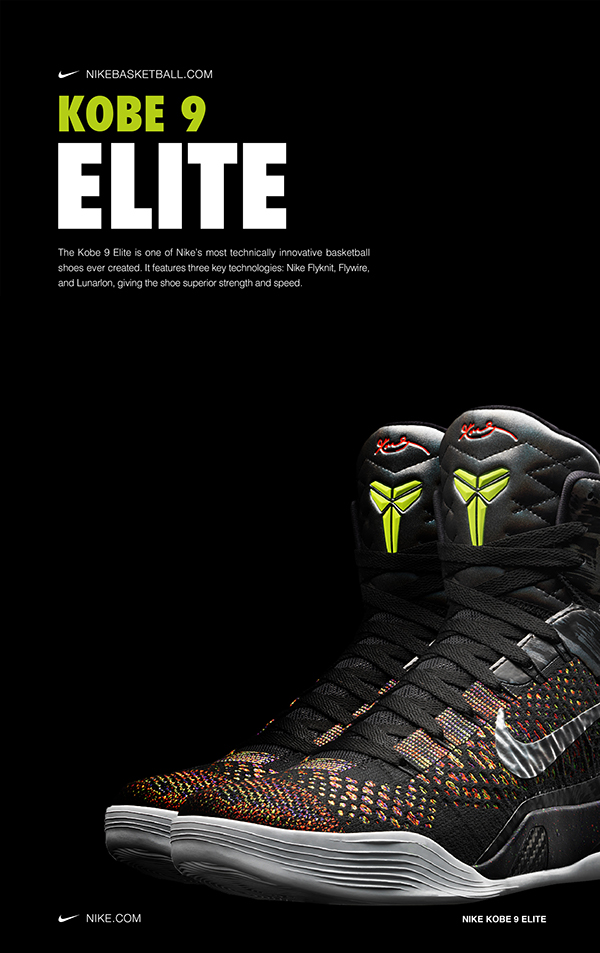 NIKEBASKETBALL.COM
KOBE 9
ELITE
The Kobe 9 Elite is one of Nike's most technically innovative basketball
shoes ever created. It features three key technologies: Nike Flyknit, Flywire,
and Lunarlon, giving the shoe superior strength and speed.
NIKE.COM
NIKE KOBE 9 ELITE